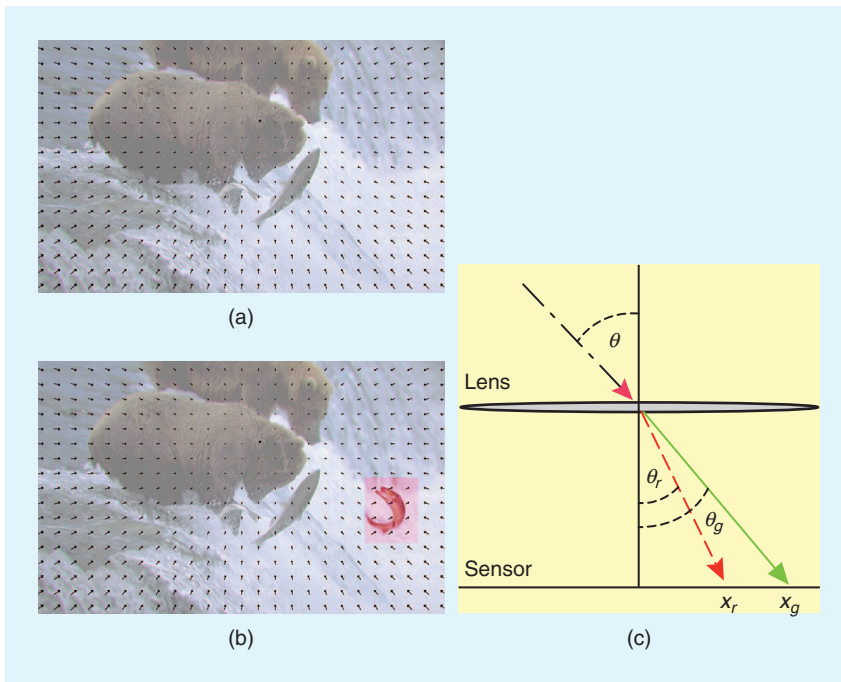 (a)
(b)
θ
Lens
θr
θg
Sensor
xr
xg
(c)